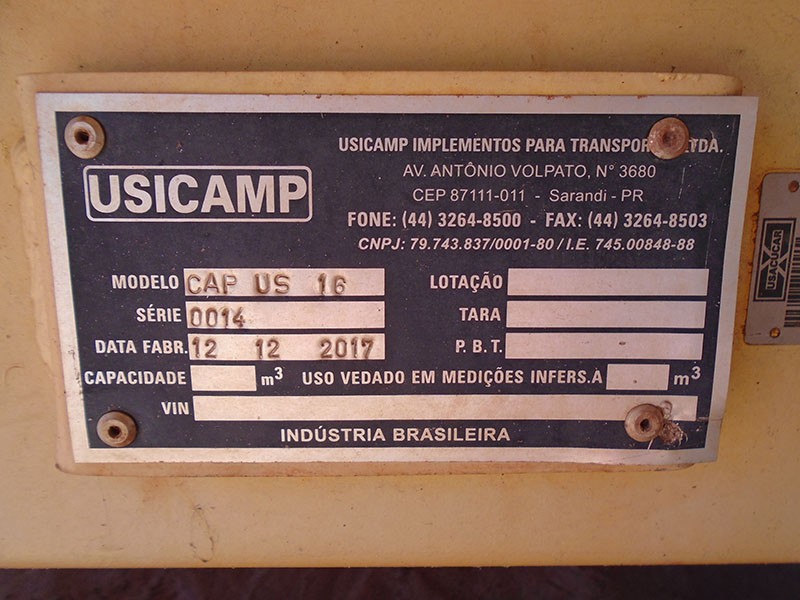 USICAMP
USICAMP IMPLEMENTOS PARA LTDA.
AV. ANTÔNIO VOLPATO, N° 3680
CEP 87111-011 - Sarandi - PR
FONE: (44) 3264-8500 - FAX: (44) 3264-8503
CNPJ: 79.743.837/0001-80 / I.E. 745.00848-88
MODELO CAP US 16
LOTAÇÃO
SÉRIE 0014
TARA
DATA FABR. 12 12 2017
P.B.T.
CAPACIDADE m³ USO VEDADO EM MEDIÇÕES INFERS.À m³
VIN
INDÚSTRIA BRASILEIRA